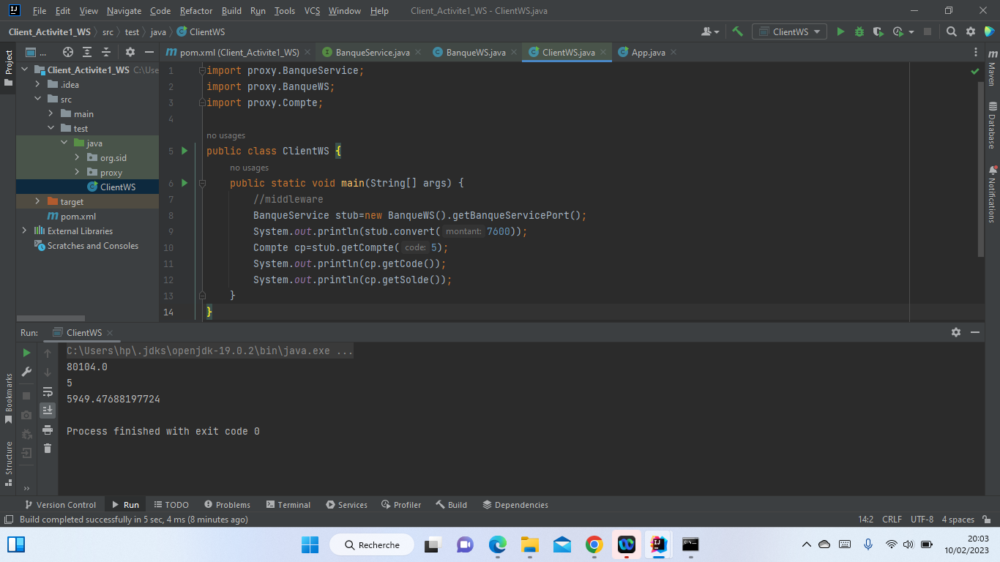 File Edit View Navigate Code Refactor Build Run Tools VCS Window Help Client_Activite1_WS - ClientWS.java
Client_Activite1_WS src test java ClientWS ClientWS
Project ... pom.xml (Client_Activite1_WS) BanqueService.java BanqueWS.java ClientWS.java App.java
Client_Activite1_WS C:\Use
.idea
src
main
test
java
org.sid
proxy
ClientWS
target
pom.xml
External Libraries
Scratches and Consoles
1 import proxy.BanqueService;
2 import proxy.BanqueWS;
3 import proxy.Compte;
4
no usages
5 public class ClientWS {
no usages
6 public static void main(String[] args) {
7 //middleware
8 BanqueService stub=new BanqueWS().getBanqueServicePort();
9 System.out.println(stub.convert( montant: 7600));
10 Compte cp=stub.getCompte( code: 5);
11 System.out.println(cp.getCode());
12 System.out.println(cp.getSolde());
13 }
14 }
Maven
Database
Notifications
Run: ClientWS
C:\Users\hp\.jdks\openjdk-19.0.2\bin\java.exe ...
80104.0
5
5949.47688197724
Process finished with exit code 0
Bookmarks
Structure
Version Control Run TODO Problems Terminal Services Profiler Build Dependencies
Build completed successfully in 5 sec, 4 ms (8 minutes ago) 14:2 CRLF UTF-8 4 spaces
Recherche
20:03
10/02/2023